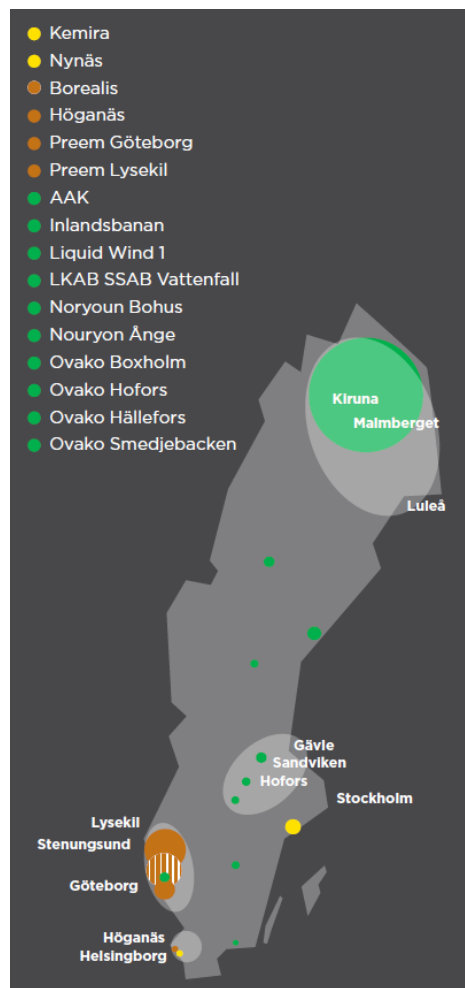 Kemira
Nynäs
Borealis
Höganäs
Preem Göteborg
Preem Lysekil
AAK
Inlandsbanan
Liquid Wind 1
LKAB SSAB Vattenfall
Noryoun Bohus
Nouryon Ånge
Ovako Boxholm
Ovako Hofors
Ovako Hällefors
Ovako Smedjebacken
Kiruna
Malmberget
Luleå
Gävle
Sandviken
Hofors
Stockholm
Lysekil
Stenungsund
Göteborg
Höganäs
Helsingborg